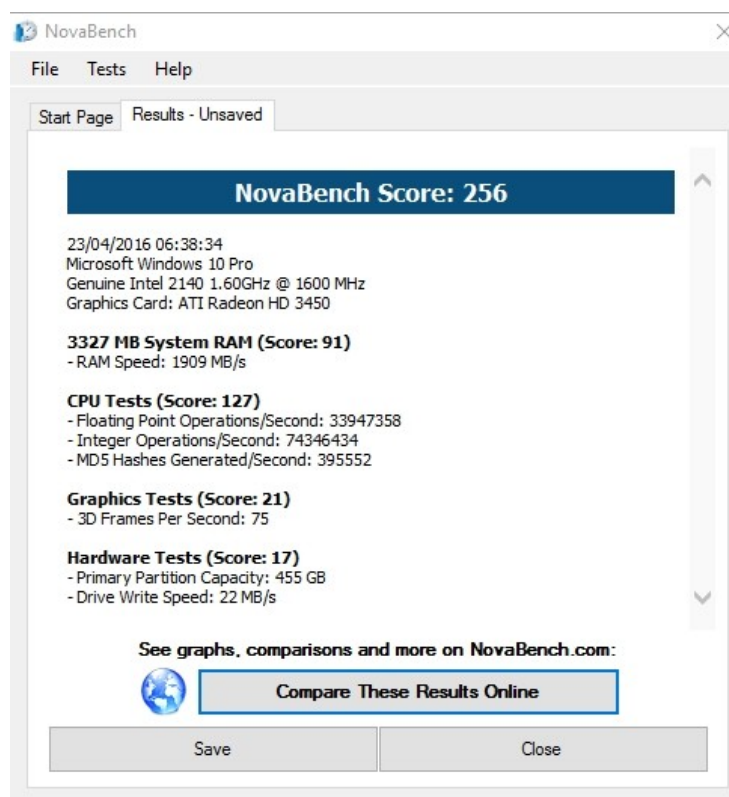 NovaBench
File Tests Help
Start Page Results - Unsaved
NovaBench Score: 256
23/04/2016 06:38:34
Microsoft Windows 10 Pro
Genuine Intel 2140 1.60GHz @ 1600 MHz
Graphics Card: ATI Radeon HD 3450
3327 MB System RAM (Score: 91)
- RAM Speed: 1909 MB/s
CPU Tests (Score: 127)
- Floating Point Operations/Second: 33947358
- Integer Operations/Second: 74346434
- MD5 Hashes Generated/Second: 395552
Graphics Tests (Score: 21)
- 3D Frames Per Second: 75
Hardware Tests (Score: 17)
- Primary Partition Capacity: 455 GB
- Drive Write Speed: 22 MB/s
See graphs, comparisons and more on NovaBench.com:
Compare These Results Online
Save Close